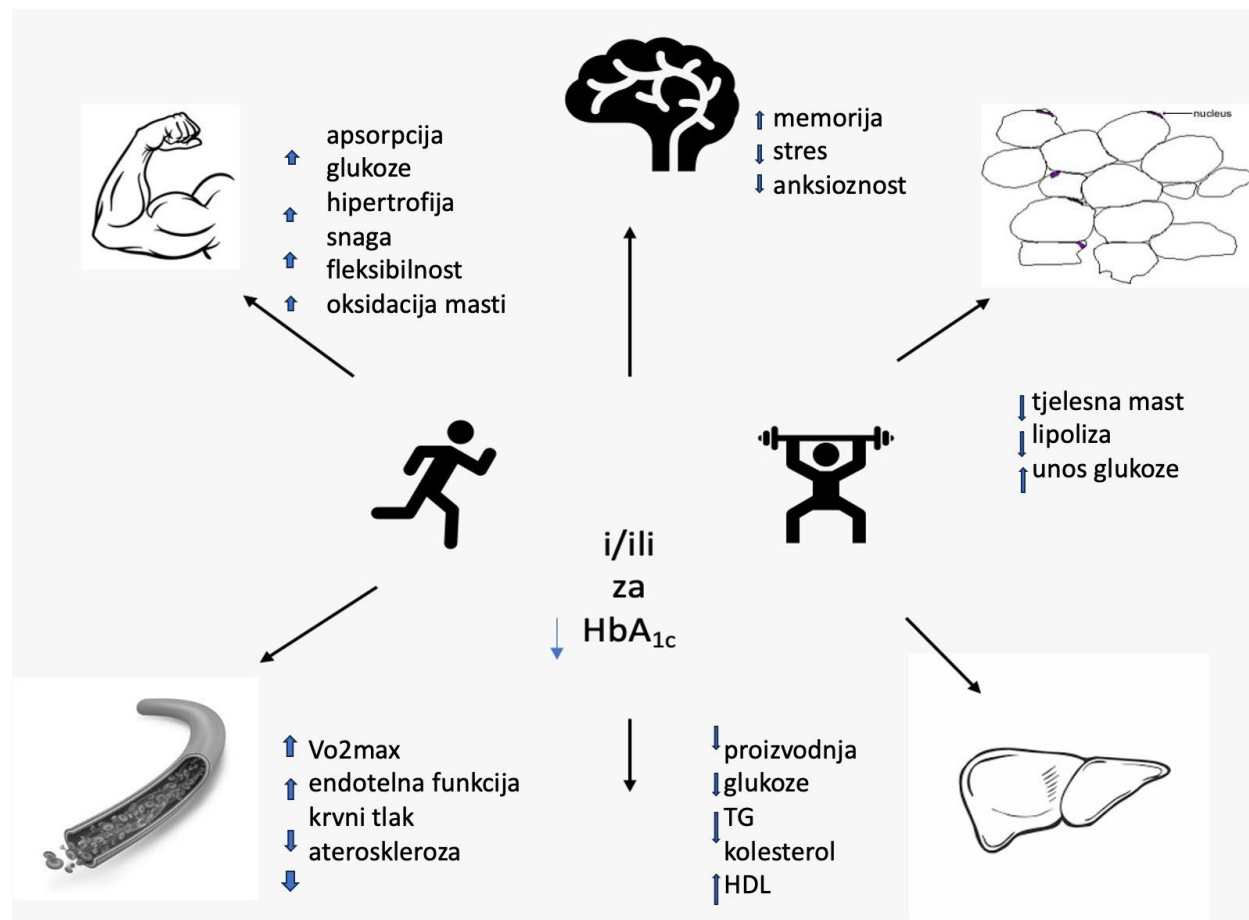 apsorpcija
glukoze
hipertrofija
snaga
fleksibilnost
oksidacija masti
memorija
stres
anksioznost
nucleus
tjelesna mast
lipoliza
unos glukoze
i/ili
za
HbA1c
Vo2max
endotelna funkcija
krvni tlak
ateroskleroza
proizvodnja
glukoze
TG
kolesterol
HDL